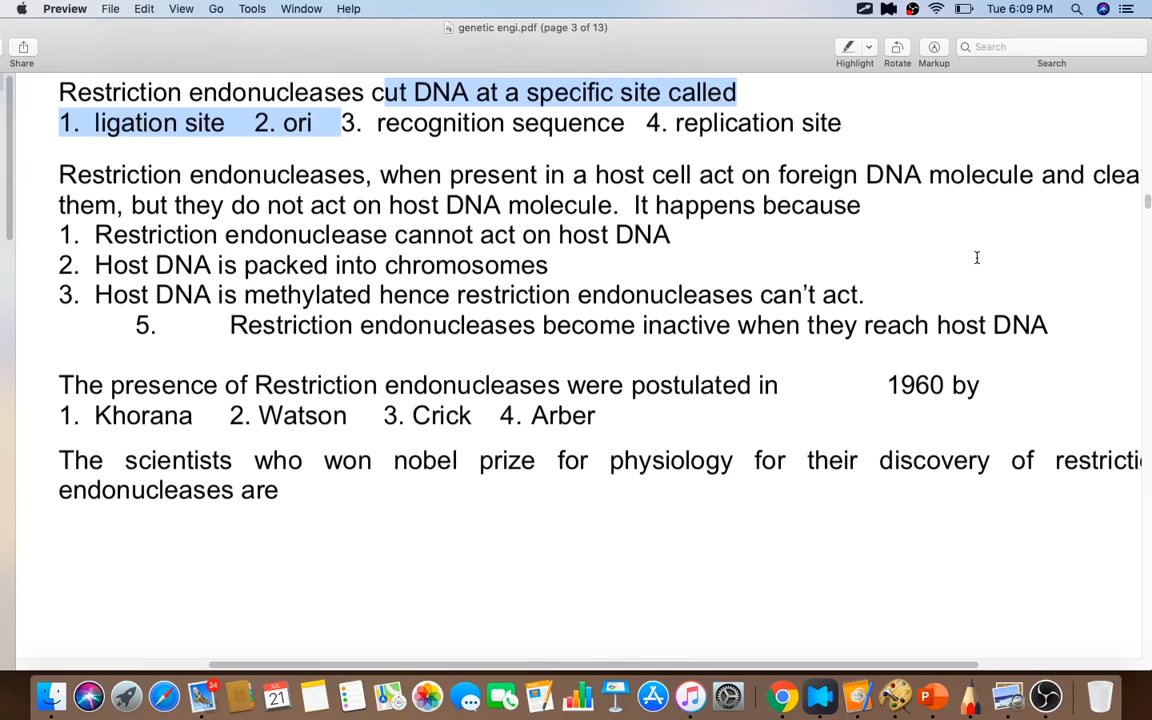 Preview File Edit View Go Tools Window Help Tue 6:09 PM
genetic engi.pdf (page 3 of 13)
Search
Share Highlight Rotate Markup Search
Restriction endonucleases cut DNA at a specific site called
1. ligation site 2. ori 3. recognition sequence 4. replication site
Restriction endonucleases, when present in a host cell act on foreign DNA molecule and clea
them, but they do not act on host DNA molecule. It happens because
1. Restriction endonuclease cannot act on host DNA
2. Host DNA is packed into chromosomes
3. Host DNA is methylated hence restriction endonucleases can’t act.
5. Restriction endonucleases become inactive when they reach host DNA
The presence of Restriction endonucleases were postulated in 1960 by
1. Khorana 2. Watson 3. Crick 4. Arber
The scientists who won nobel prize for physiology for their discovery of restricti
endonucleases are
24
JUL
21